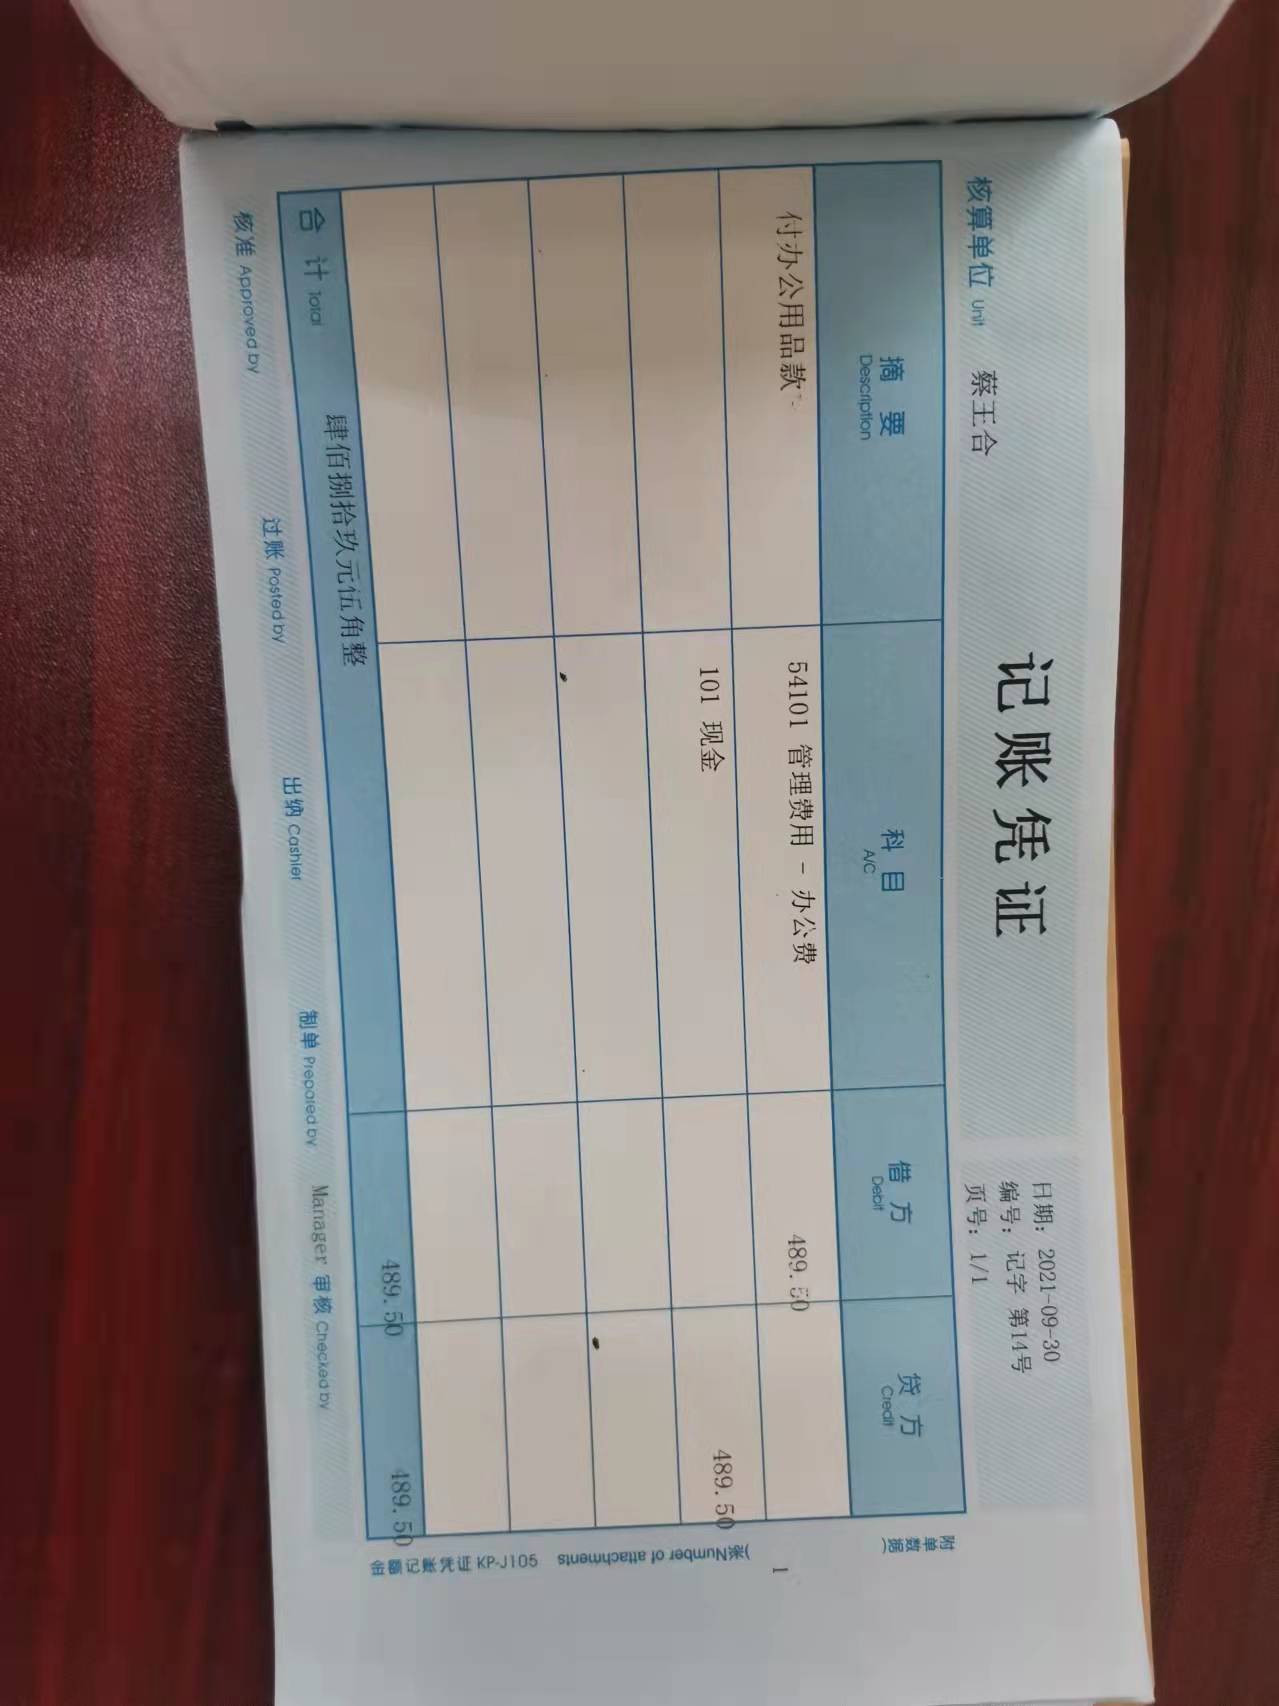 记账凭证
日期：2021-09-30
编号：记字 第14号
核算单位 Unit 蔡王合
页号：1/1
摘要 Description 科目 A/C 借方 Debit 贷方 Credit
付办公用品款 54101 管理费用 - 办公费 489.50
101 现金 489.50
合计 Total 肆佰捌拾玖元伍角整 489.50 489.50
核准 Approved by 过账 Posted by 出纳 Cashier 制单 Prepared by Manager 审核 Checked by
附单数据(
1
张) Number of attachments
金额记账凭证 KP-J105